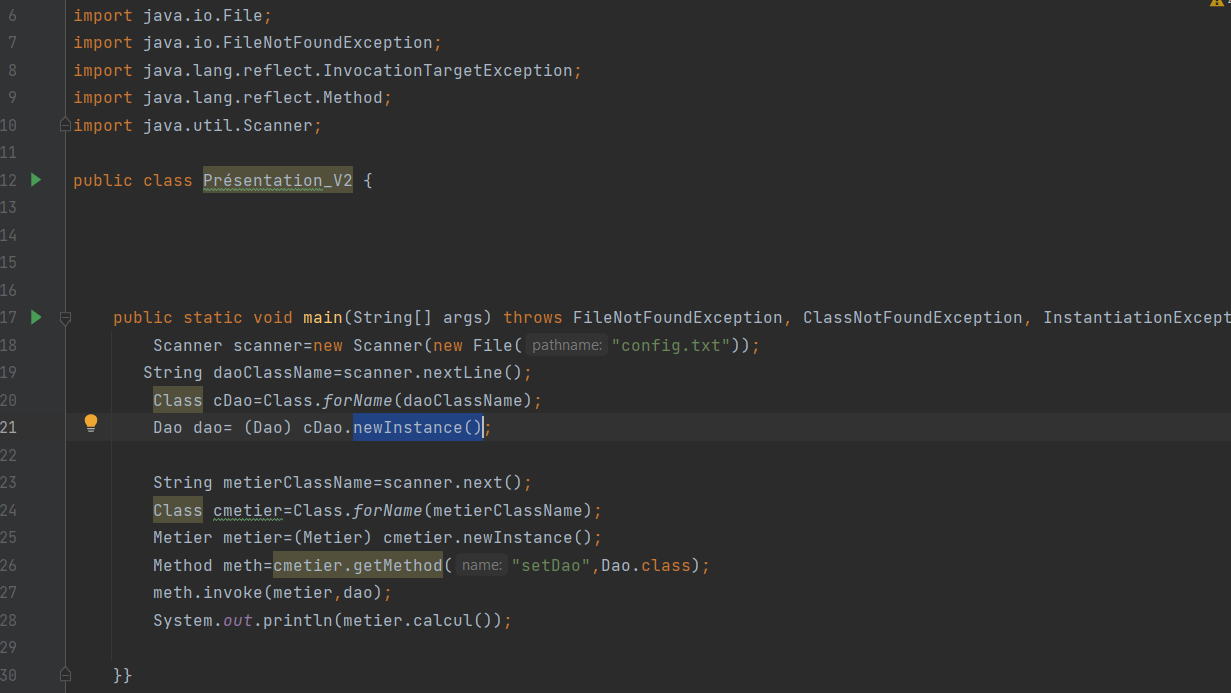 6 import java.io.File;
7 import java.io.FileNotFoundException;
8 import java.lang.reflect.InvocationTargetException;
9 import java.lang.reflect.Method;
10 import java.util.Scanner;
11
12 public class Présentation_V2 {
13
14
15
16
17 public static void main(String[] args) throws FileNotFoundException, ClassNotFoundException, InstantiationExcept
18 Scanner scanner=new Scanner(new File( pathname: "config.txt"));
19 String daoClassName=scanner.nextLine();
20 Class cDao=Class.forName(daoClassName);
21 Dao dao= (Dao) cDao.newInstance();
22
23 String metierClassName=scanner.next();
24 Class cmetier=Class.forName(metierClassName);
25 Metier metier=(Metier) cmetier.newInstance();
26 Method meth=cmetier.getMethod( name: "setDao",Dao.class);
27 meth.invoke(metier,dao);
28 System.out.println(metier.calcul());
29
30 }}